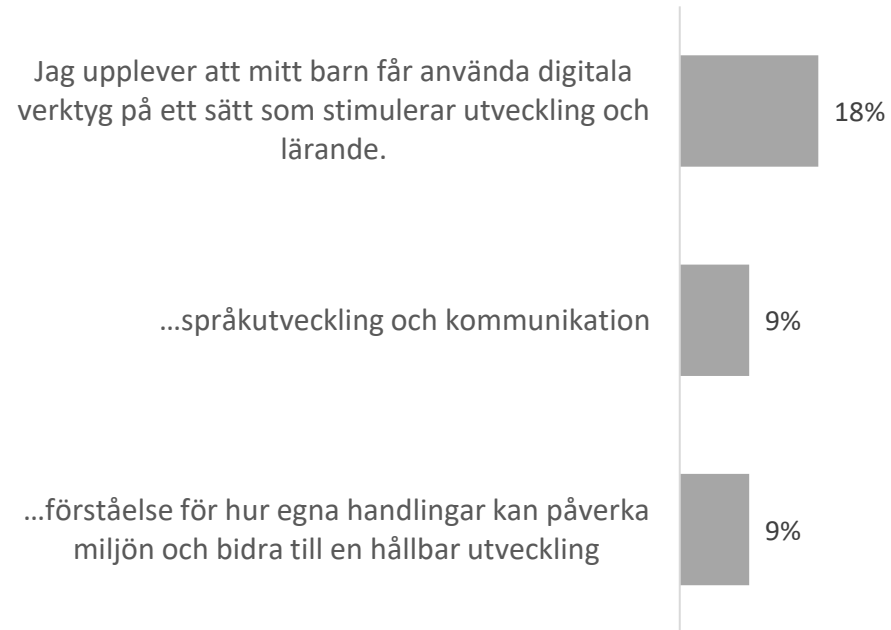 Jag upplever att mitt barn får använda digitala
verktyg på ett sätt som stimulerar utveckling och
lärande.
18%
...språkutveckling och kommunikation
9%
...förståelse för hur egna handlingar kan påverka
miljön och bidra till en hållbar utveckling
9%